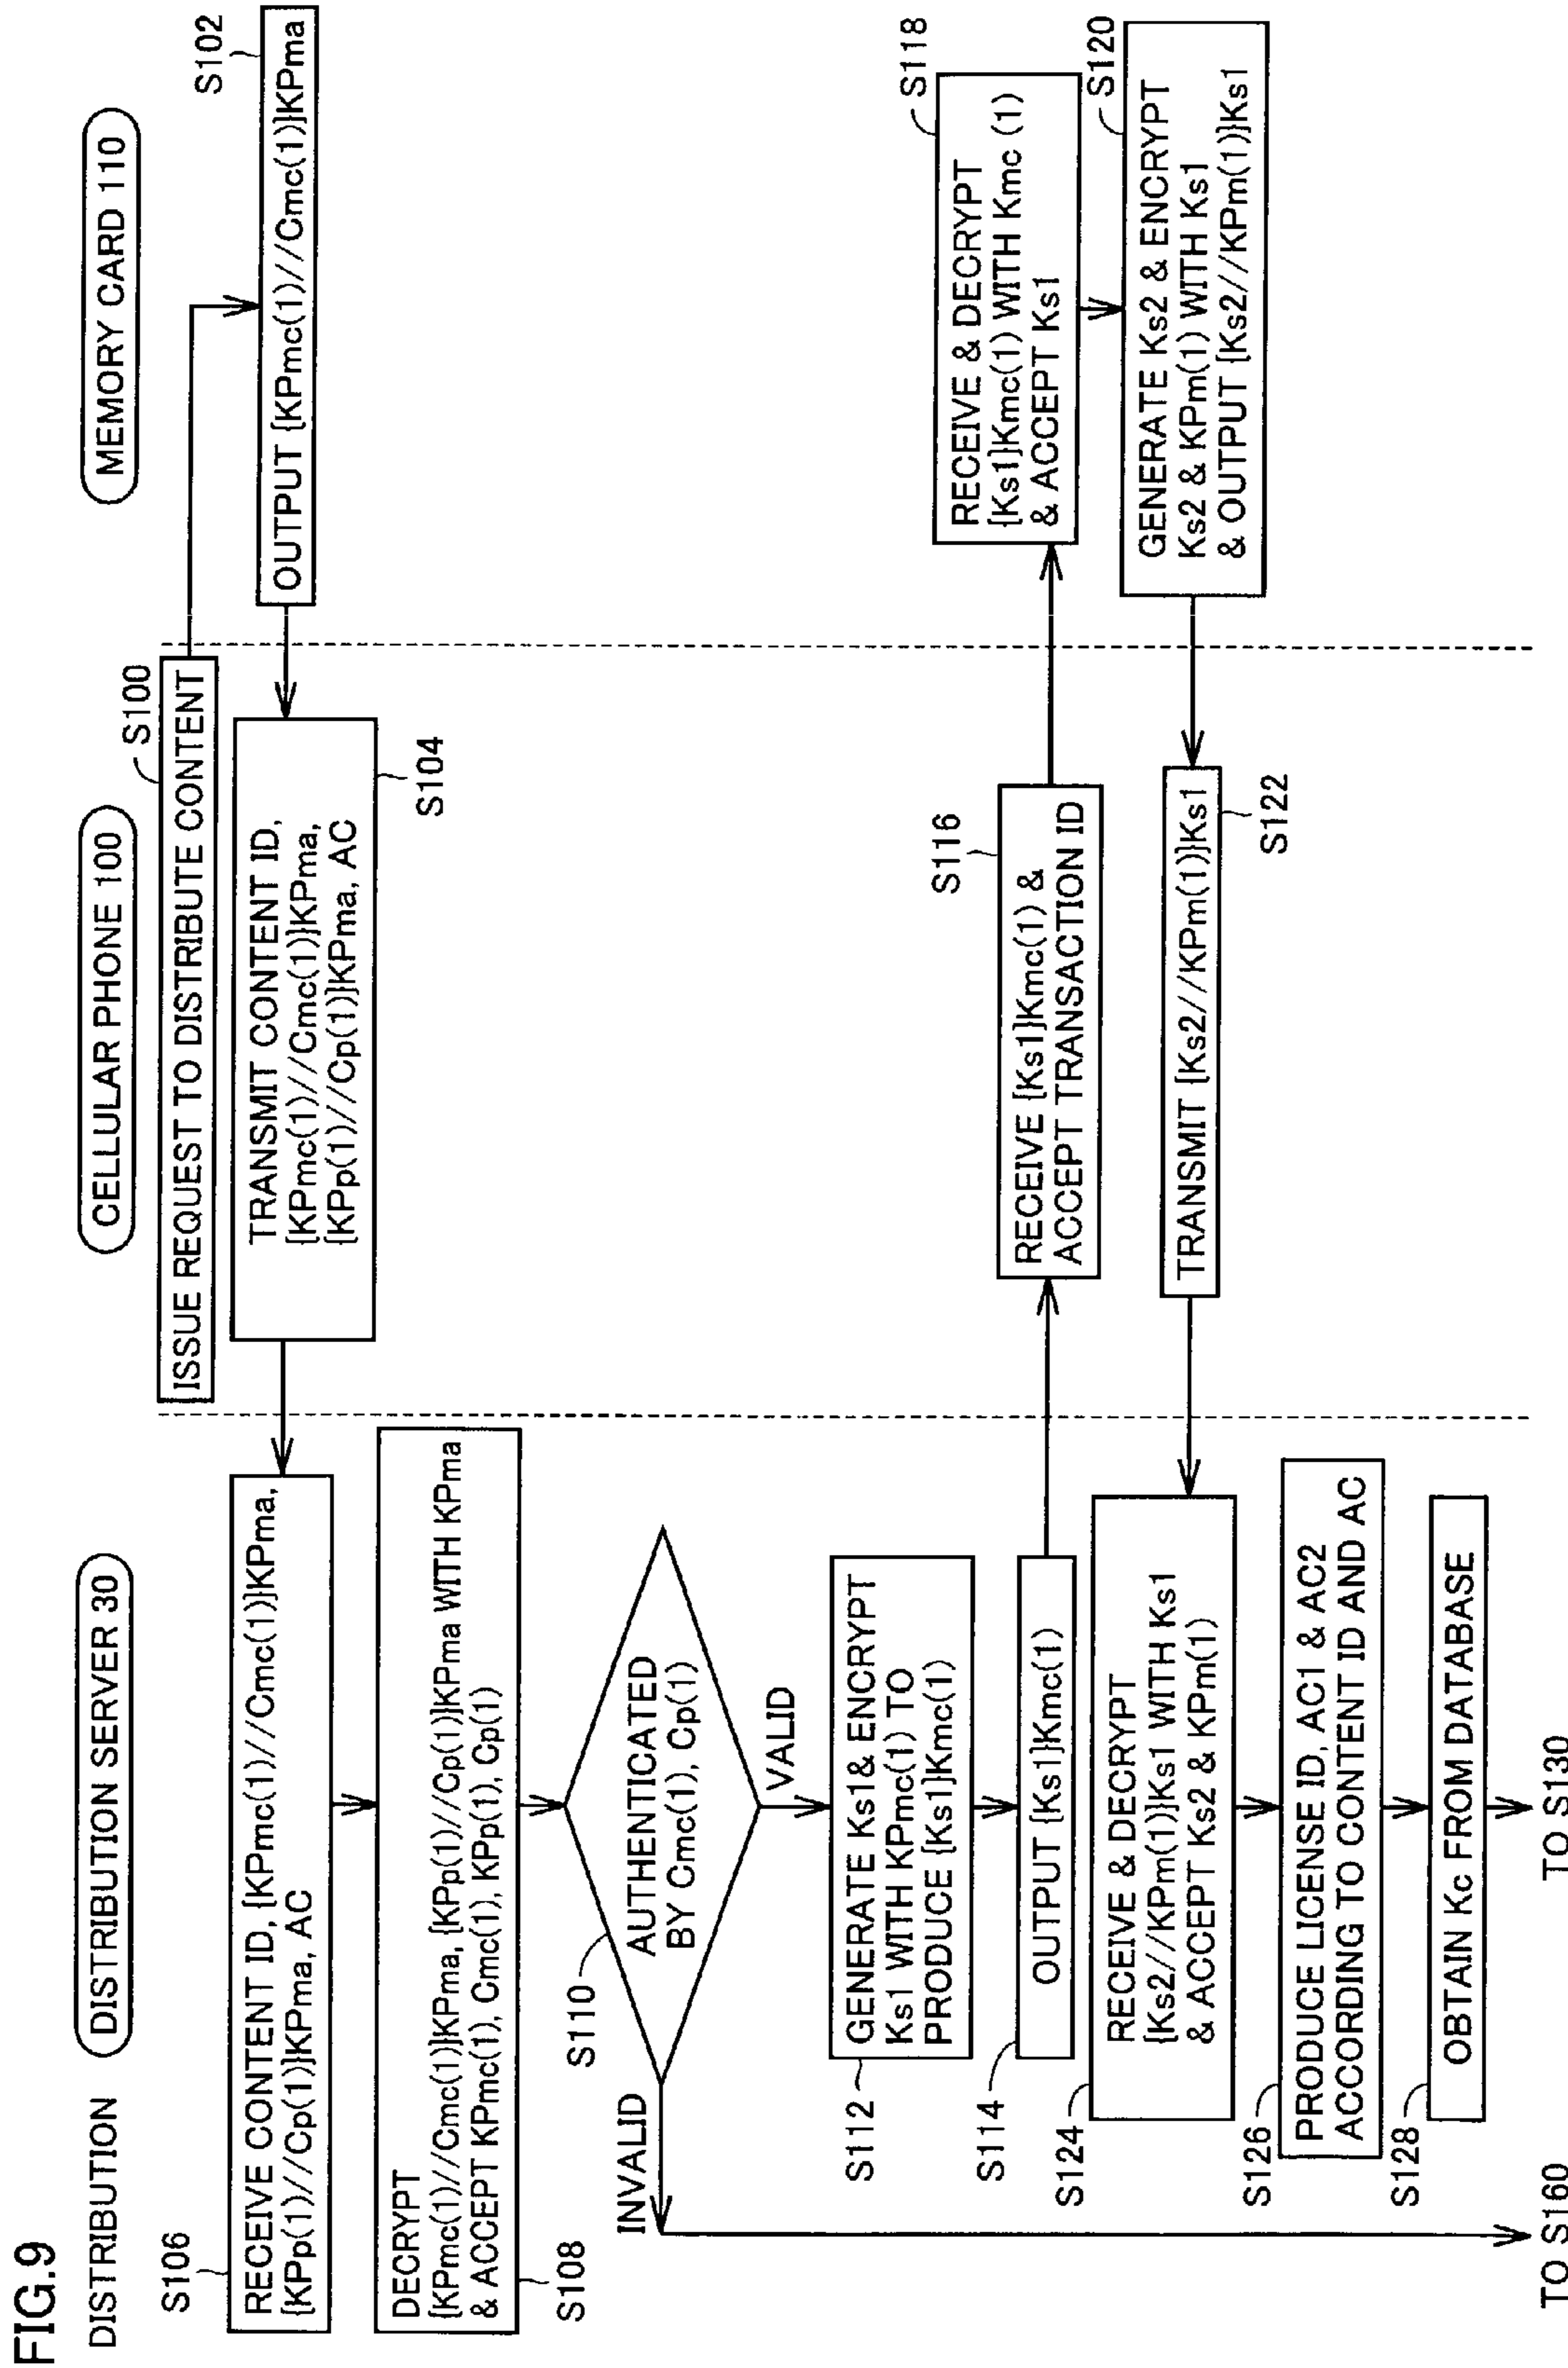 FIG.9
DISTRIBUTION
DISTRIBUTION SERVER 30
CELLULAR PHONE 100
MEMORY CARD 110
S100
ISSUE REQUEST TO DISTRIBUTE CONTENT
S102
OUTPUT {KPmc(1)//Cmc(1)}KPma
TRANSMIT CONTENT ID,
{KPmc(1)//Cmc(1)}KPma,
{KPp(1)//Cp(1)}KPma, AC
S104
S106
RECEIVE CONTENT ID, {KPmc(1)//Cmc(1)}KPma,
{KPp(1)//Cp(1)}KPma, AC
DECRYPT
{KPmc(1)//Cmc(1)}KPma, {KPp(1)//Cp(1)}KPma WITH KPma
& ACCEPT KPmc(1), Cmc(1), KPp(1), Cp(1)
S108
S110
AUTHENTICATED
BY Cmc(1), Cp(1)
INVALID
VALID
S112
GENERATE Ks1& ENCRYPT
Ks1 WITH KPmc(1) TO
PRODUCE {Ks1}Kmc(1)
S114
OUTPUT {Ks1}Kmc(1)
S116
RECEIVE {Ks1}Kmc(1) &
ACCEPT TRANSACTION ID
S118
RECEIVE & DECRYPT
{Ks1}Kmc(1) WITH Kmc (1)
& ACCEPT Ks1
S120
GENERATE Ks2 & ENCRYPT
Ks2 & KPm(1) WITH Ks1
& OUTPUT {Ks2//KPm(1)}Ks1
TRANSMIT {Ks2//KPm(1)}Ks1
S122
S124
RECEIVE & DECRYPT
{Ks2//KPm(1)}Ks1 WITH Ks1
& ACCEPT Ks2 & KPm(1)
S126
PRODUCE LICENSE ID, AC1 & AC2
ACCORDING TO CONTENT ID AND AC
S128
OBTAIN Kc FROM DATABASE
TO S160
TO S130